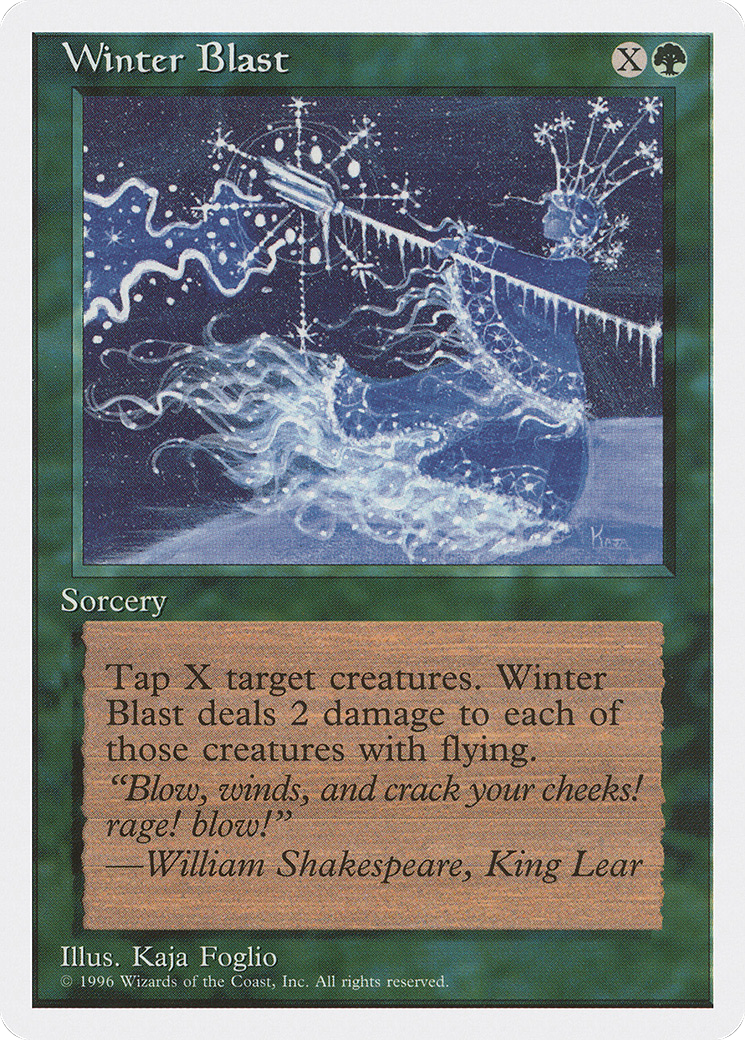 Winter Blast X
Sorcery
Tap X target creatures. Winter
Blast deals 2 damage to each of
those creatures with flying.
“Blow, winds, and crack your cheeks!
rage! blow!”
—William Shakespeare, King Lear
Illus. Kaja Foglio
© 1996 Wizards of the Coast, Inc. All rights reserved.
Kaja